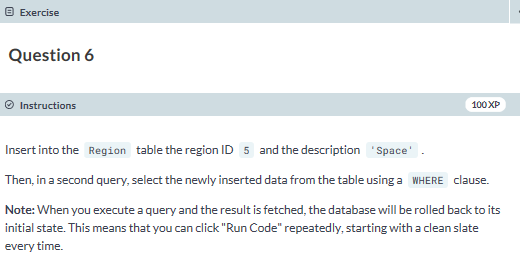 Exercise
Question 6
Instructions
100 XP
Insert into the Region table the region ID 5 and the description 'Space' .
Then, in a second query, select the newly inserted data from the table using a WHERE clause.
Note: When you execute a query and the result is fetched, the database will be rolled back to its
initial state. This means that you can click "Run Code" repeatedly, starting with a clean slate
every time.